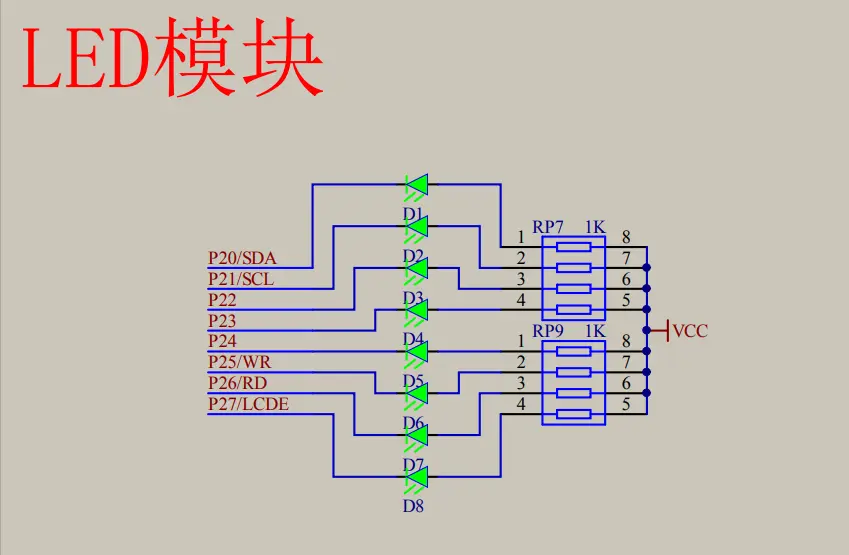 LED模块
D1
RP7 1K
1 8
P20/SDA D2 2 7
P21/SCL 3 6
P22 D3 4 5
P23 RP9 1K
VCC
P24 D4 1 8
P25/WR 2 7
P26/RD D5 3 6
P27/LCDE 4 5
D6
D7
D8